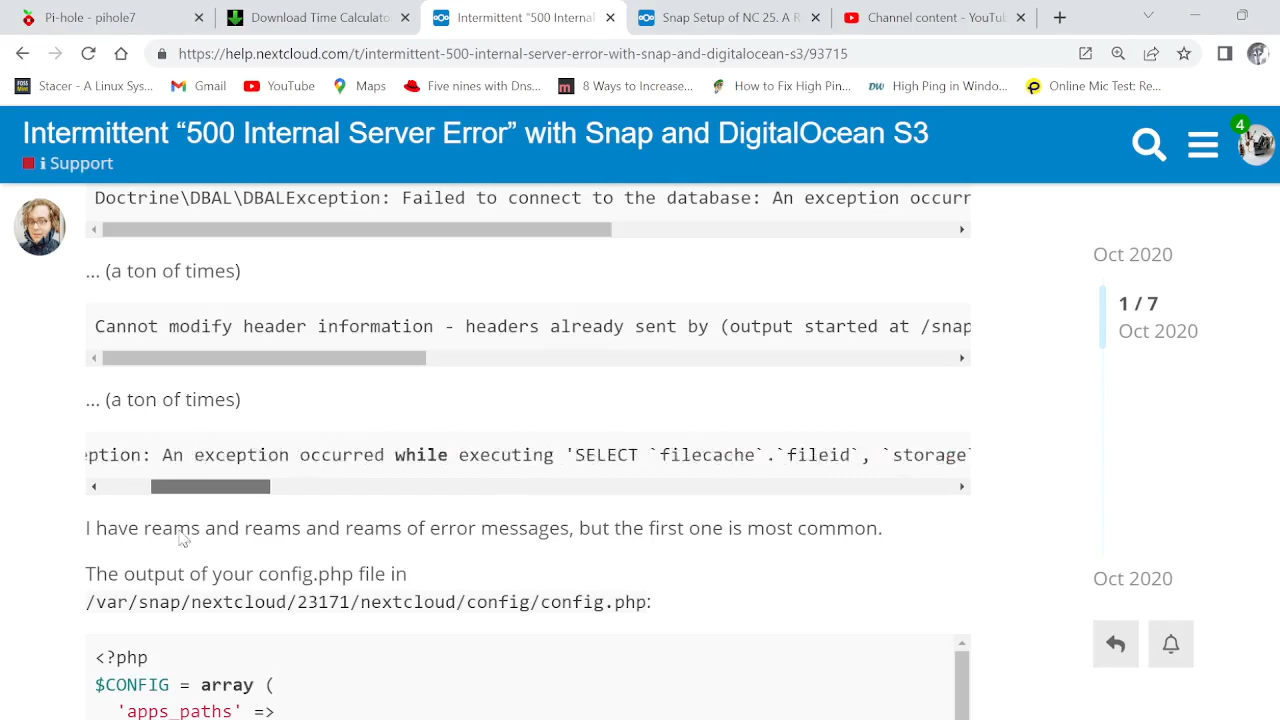 Pi-hole - pihole7
Download Time Calculato
Intermittent "500 Internal
Snap Setup of NC 25. A R
Channel content - YouTu
https://help.nextcloud.com/t/intermittent-500-internal-server-error-with-snap-and-digitalocean-s3/93715
FOSS Mint
Stacer - A Linux Sys...
Gmail
YouTube
Maps
Five nines with Dns...
m
8 Ways to Increase...
How to Fix High Pin...
DW
High Ping in Windo...
Online Mic Test: Re...
Intermittent “500 Internal Server Error” with Snap and DigitalOcean S3
4
ℹ Support
Doctrine\DBAL\DBALException: Failed to connect to the database: An exception occurr
... (a ton of times)
Cannot modify header information - headers already sent by (output started at /snap
... (a ton of times)
eption: An exception occurred while executing 'SELECT `filecache`.`fileid`, `storage`
I have reams and reams and reams of error messages, but the first one is most common.
The output of your config.php file in
/var/snap/nextcloud/23171/nextcloud/config/config.php:
<?php
$CONFIG = array (
'apps_paths' =>
Oct 2020
1 / 7
Oct 2020
Oct 2020